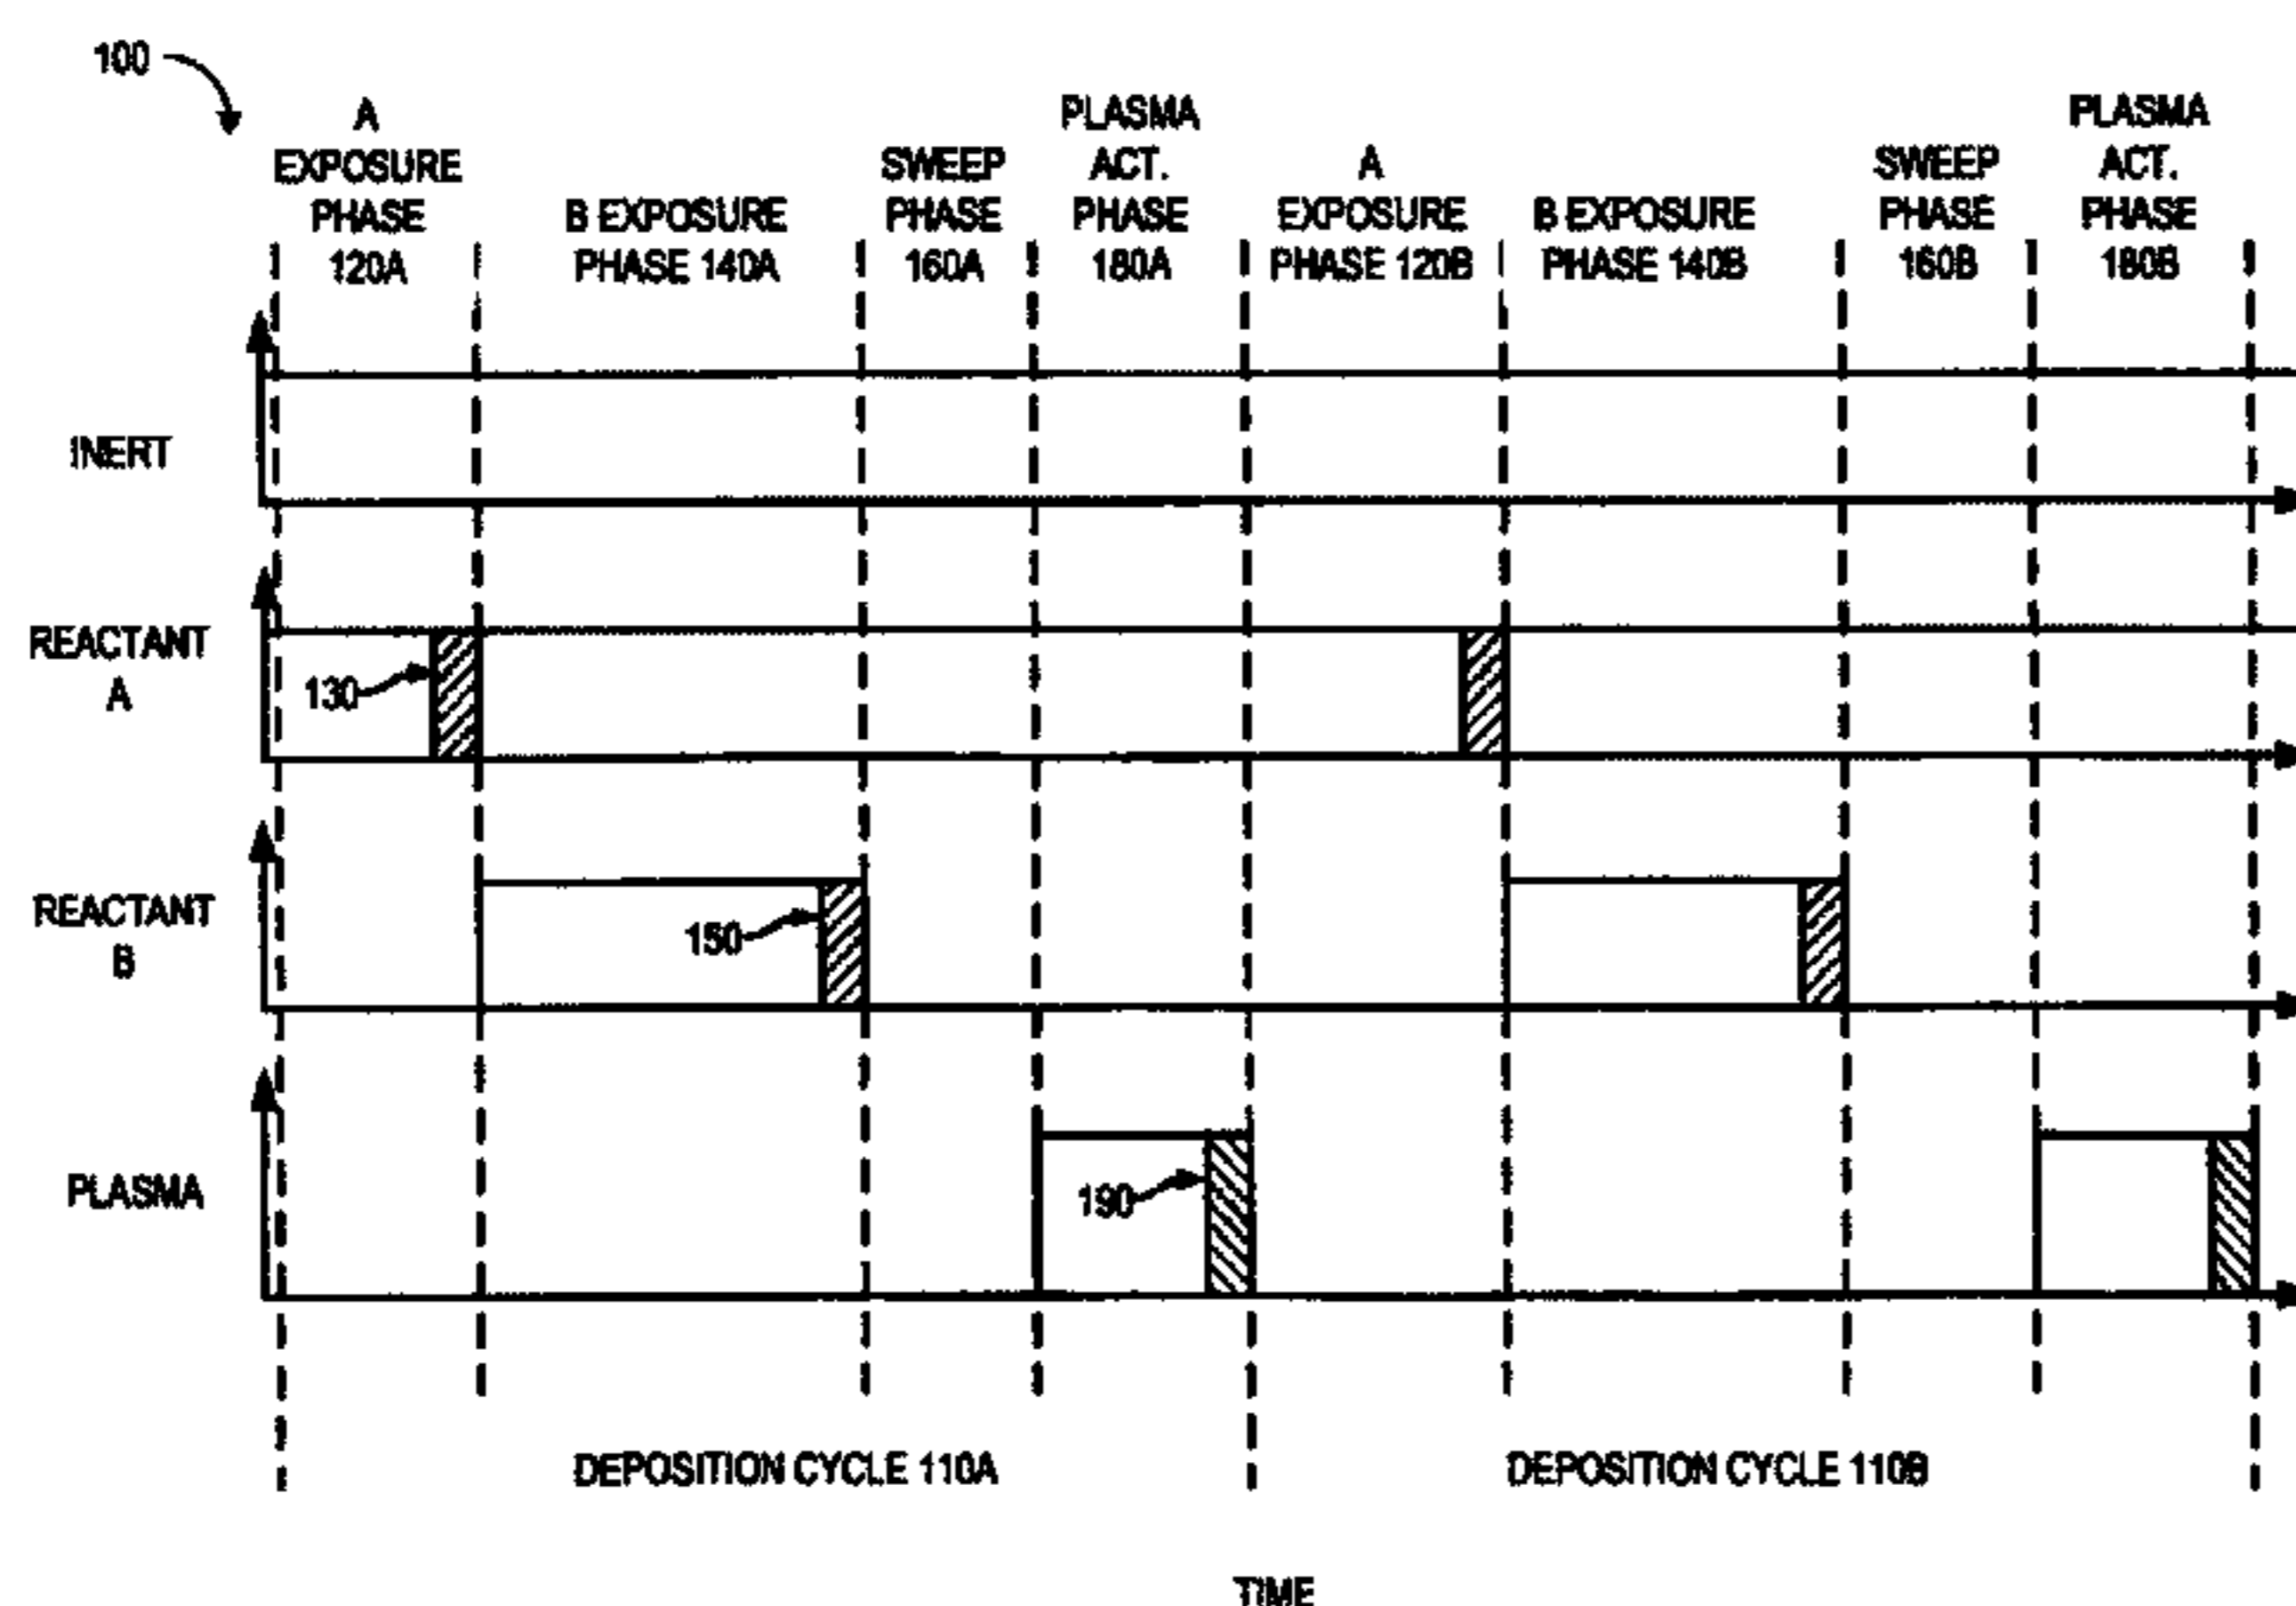 100
A
EXPOSURE
PHASE
120A
B EXPOSURE
PHASE 140A
SWEEP
PHASE
160A
PLASMA
ACT.
PHASE
180A
A
EXPOSURE
PHASE 120B
B EXPOSURE
PHASE 140B
SWEEP
PHASE
160B
PLASMA
ACT.
PHASE
180B
INERT
REACTANT
A
130
REACTANT
B
150
PLASMA
190
DEPOSITION CYCLE 110A
DEPOSITION CYCLE 110B
TIME